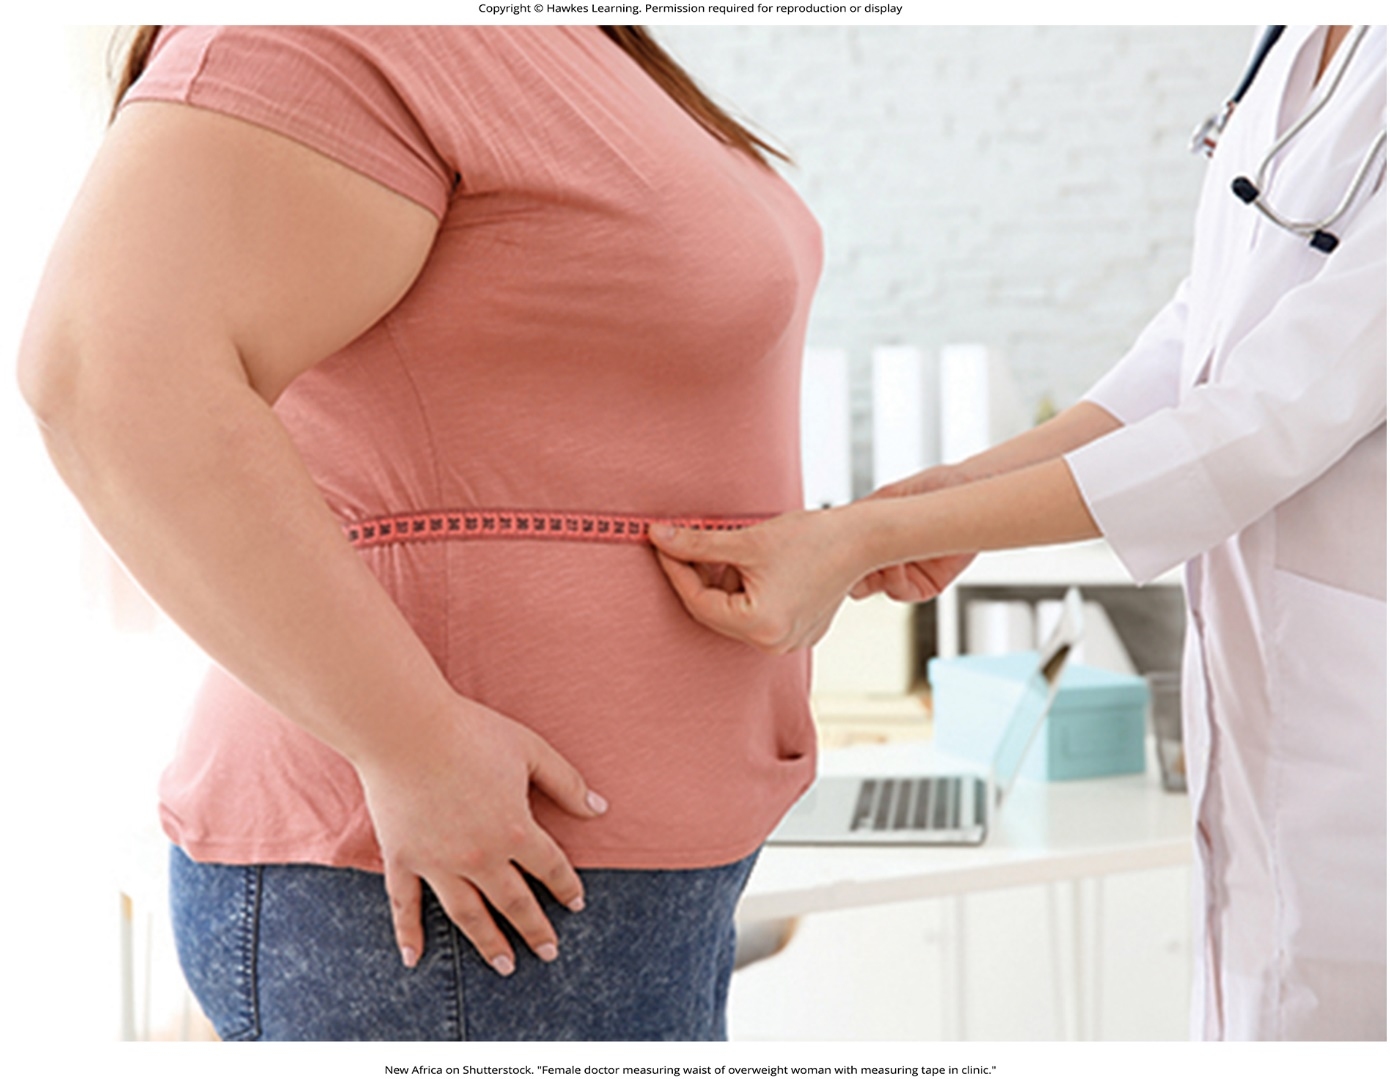 Copyright © Hawkes Learning. Permission required for reproduction or display
New Africa on Shutterstock. "Female doctor measuring waist of overweight woman with measuring tape in clinic."